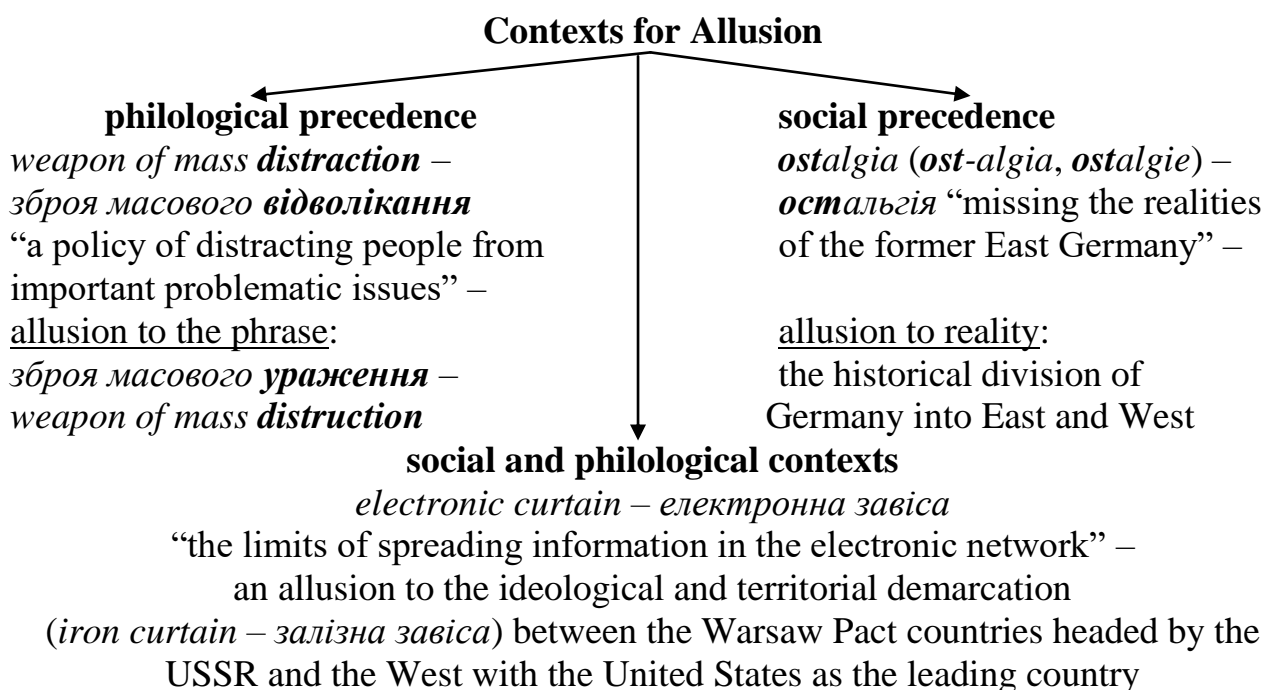 Contexts for Allusion
philological precedence
weapon of mass distraction –
зброя масового відволікання
“a policy of distracting people from
important problematic issues” –
allusion to the phrase:
зброя масового ураження –
weapon of mass distruction
social precedence
ostalgia (ost-algia, ostalgie) –
остальгія “missing the realities
of the former East Germany” –
allusion to reality:
the historical division of
Germany into East and West
social and philological contexts
electronic curtain – електронна завіса
“the limits of spreading information in the electronic network” –
an allusion to the ideological and territorial demarcation
(iron curtain – залізна завіса) between the Warsaw Pact countries headed by the
USSR and the West with the United States as the leading country